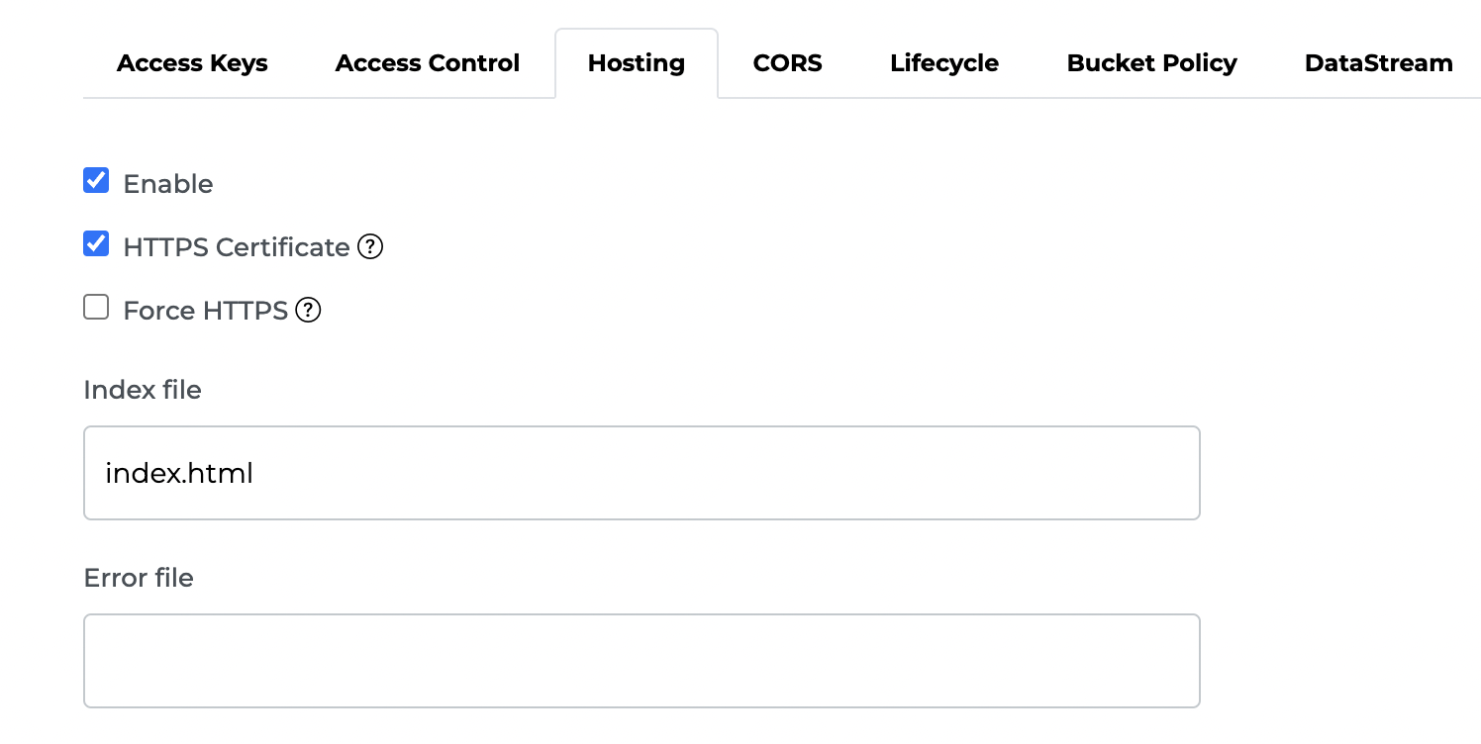 Access Keys Access Control Hosting CORS Lifecycle Bucket Policy DataStream
Enable
HTTPS Certificate ?
Force HTTPS ?
Index file
index.html
Error file